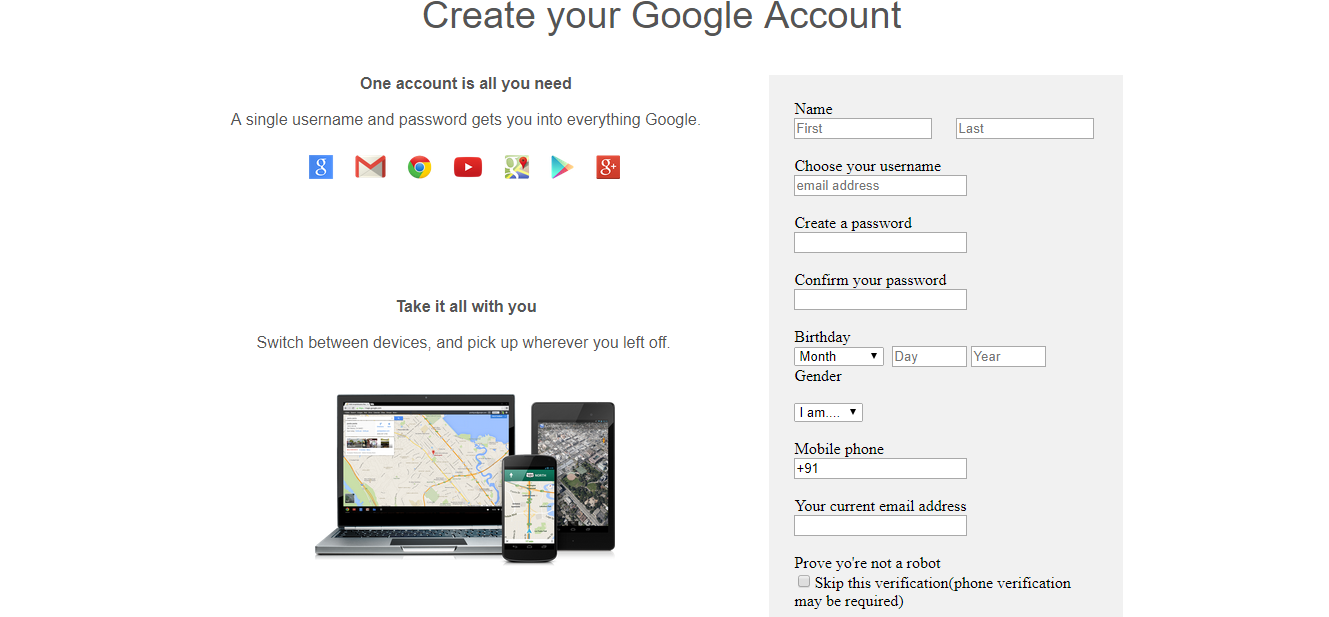 Create your Google Account
One account is all you need
A single username and password gets you into everything Google.
Take it all with you
Switch between devices, and pick up wherever you left off.
Name
First Last
Choose your username
email address
Create a password
Confirm your password
Birthday
Month Day Year
Gender
I am....
Mobile phone
+91
Your current email address
Prove yo're not a robot
Skip this verification(phone verification
may be required)